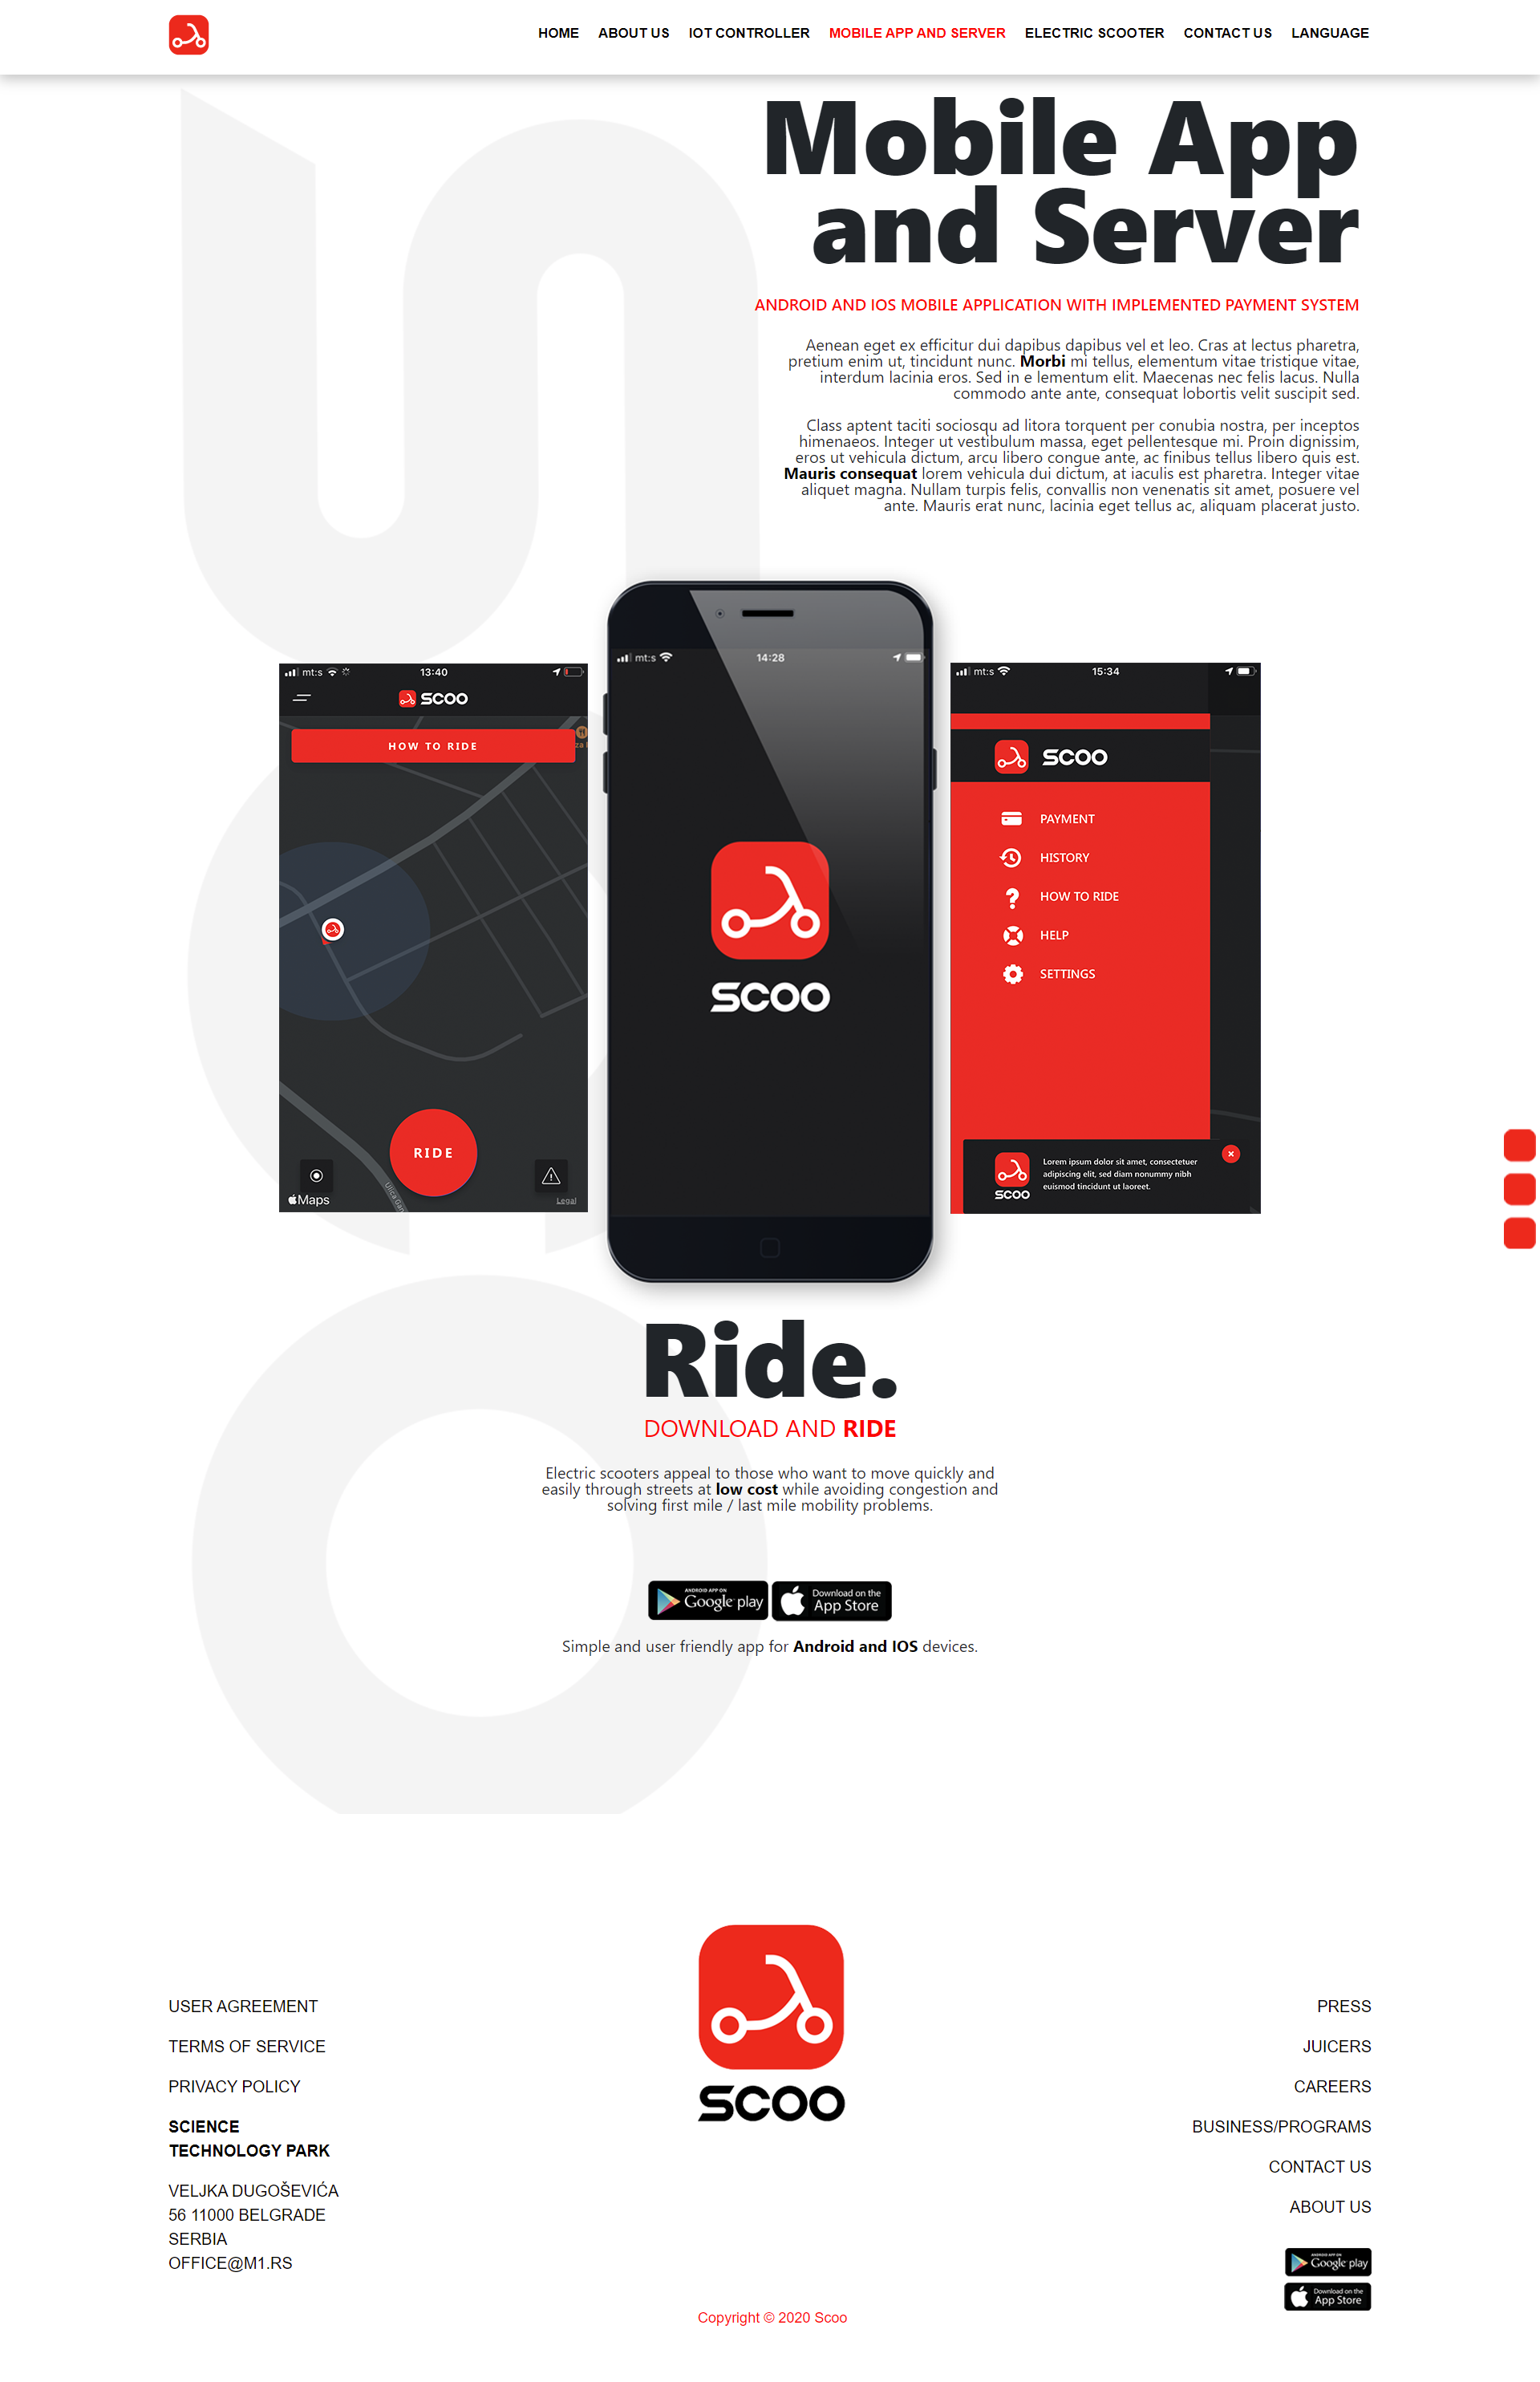 HOME ABOUT US IOT CONTROLLER MOBILE APP AND SERVER ELECTRIC SCOOTER CONTACT US LANGUAGE
Mobile App
and Server
ANDROID AND IOS MOBILE APPLICATION WITH IMPLEMENTED PAYMENT SYSTEM
Aenean eget ex efficitur dui dapibus dapibus vel et leo. Cras at lectus pharetra,
pretium enim ut, tincidunt nunc. Morbi mi tellus, elementum vitae tristique vitae,
interdum lacinia eros. Sed in e lementum elit. Maecenas nec felis lacus. Nulla
commodo ante ante, consequat lobortis velit suscipit sed.
Class aptent taciti sociosqu ad litora torquent per conubia nostra, per inceptos
himenaeos. Integer ut vestibulum massa, eget pellentesque mi. Proin dignissim,
eros ut vehicula dictum, arcu libero congue ante, ac finibus tellus libero quis est.
Mauris consequat lorem vehicula dui dictum, at iaculis est pharetra. Integer vitae
aliquet magna. Nullam turpis felis, convallis non venenatis sit amet, posuere vel
ante. Mauris erat nunc, lacinia eget tellus ac, aliquam placerat justo.
mt:s 13:40
SCOO
HOW TO RIDE
za
RIDE
Maps
Ulica Gan
Legal
mt:s 14:28
SCOO
mt:s 15:34
SCOO
PAYMENT
HISTORY
HOW TO RIDE
HELP
SETTINGS
SCOO
Lorem ipsum dolor sit amet, consectetuer
adipiscing elit, sed diam nonummy nibh
euismod tincidunt ut laoreet.
Ride.
DOWNLOAD AND RIDE
Electric scooters appeal to those who want to move quickly and
easily through streets at low cost while avoiding congestion and
solving first mile / last mile mobility problems.
ANDROID APP ON
Google play
Download on the
App Store
Simple and user friendly app for Android and IOS devices.
SCOO
USER AGREEMENT
TERMS OF SERVICE
PRIVACY POLICY
SCIENCE
TECHNOLOGY PARK
VELJKA DUGOŠEVIĆA
56 11000 BELGRADE
SERBIA
OFFICE@M1.RS
PRESS
JUICERS
CAREERS
BUSINESS/PROGRAMS
CONTACT US
ABOUT US
ANDROID APP ON
Google play
Download on the
App Store
Copyright © 2020 Scoo